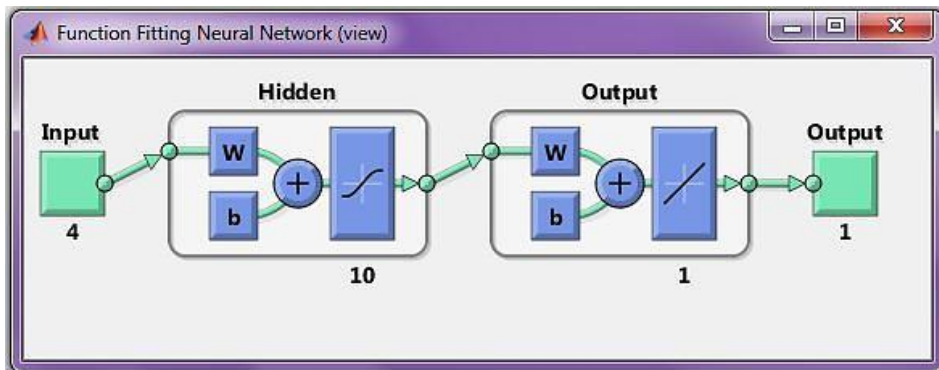 Function Fitting Neural Network (view)
Hidden
Output
Input
Output
W
W
b
b
4
1
10
1